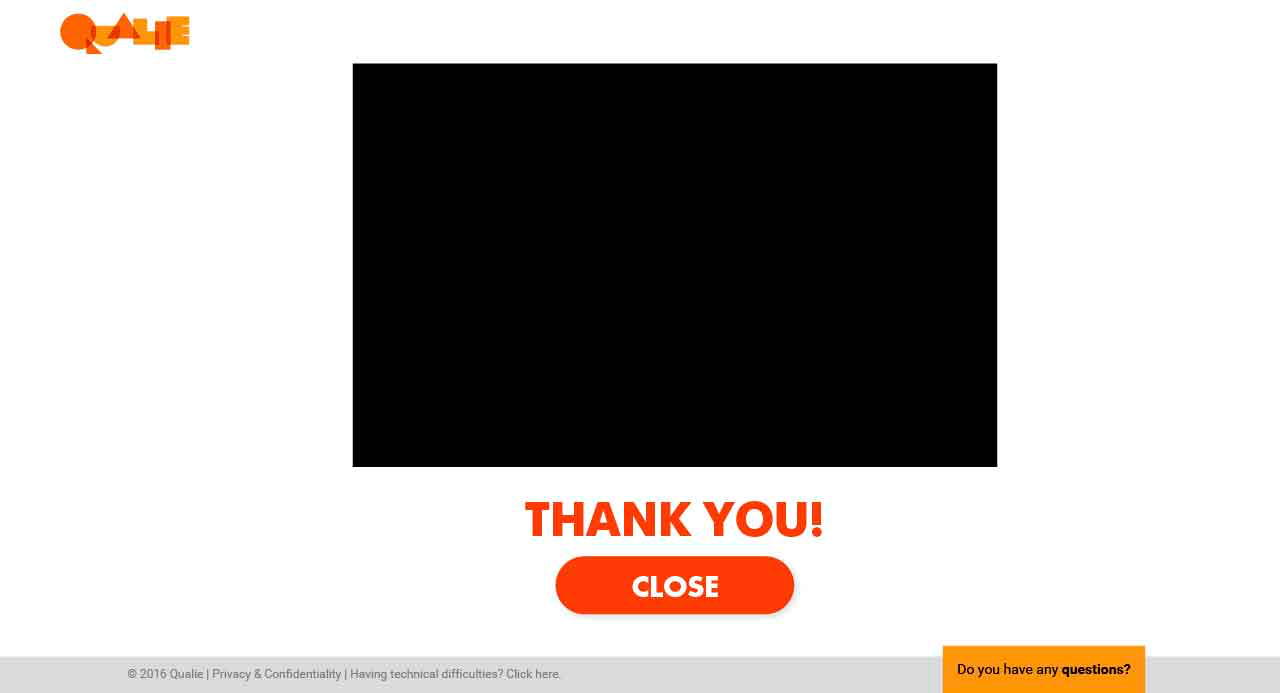 QUALIE
THANK YOU!
CLOSE
© 2016 Qualie | Privacy & Confidentiality | Having technical difficulties? Click here.
Do you have any questions?